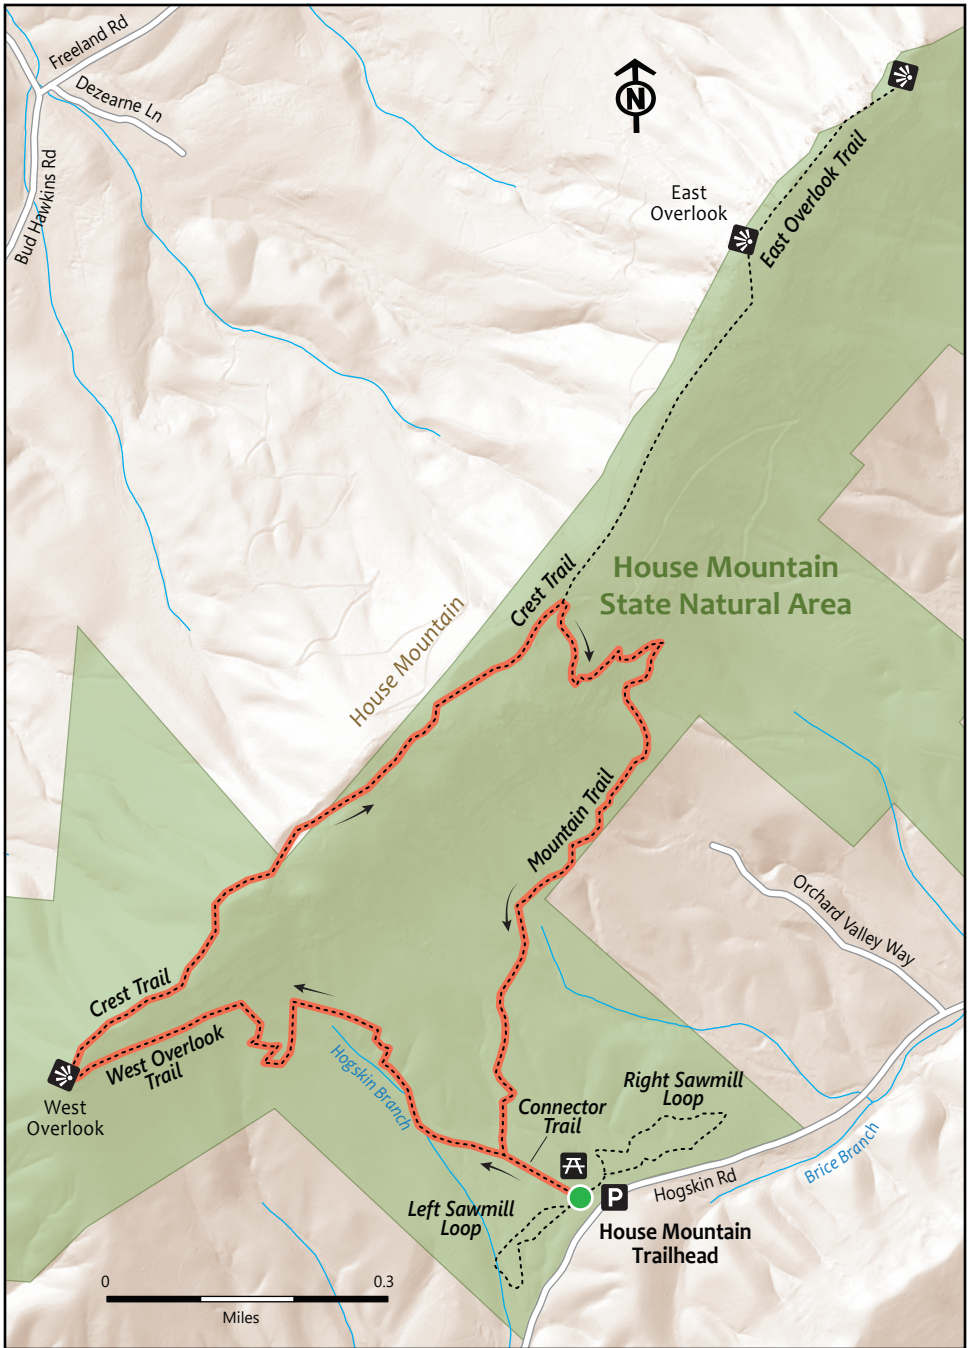 Freeland Rd
Dezearne Ln
Bud Hawkins Rd
N
East
Overlook
East Overlook Trail
House Mountain
State Natural Area
Crest Trail
House Mountain
Mountain Trail
Orchard Valley Way
Crest Trail
West Overlook
Trail
West
Overlook
Hogskin Branch
Connector
Trail
Right Sawmill
Loop
Brice Branch
Hogskin Rd
P
House Mountain
Trailhead
Left Sawmill
Loop
0 0.3
Miles